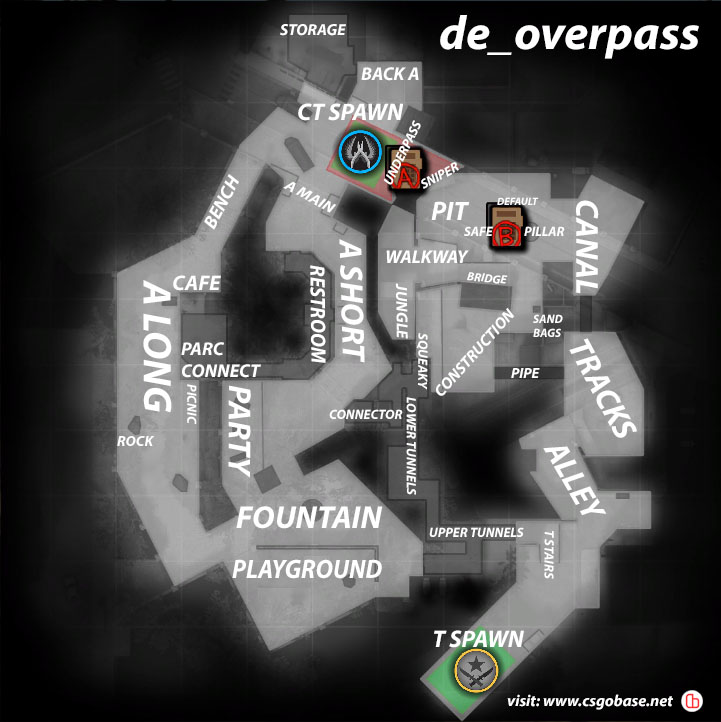 STORAGE
de_overpass
BACK A
CT SPAWN
UNDERPASS
A
SNIPER
BENCH
A MAIN
PIT
DEFAULT
SAFE
B
PILLAR
CANAL
WALKWAY
CAFE
A LONG
RESTROOM
A SHORT
BRIDGE
JUNGLE
SAND
BAGS
SQUEAKY
CONSTRUCTION
PARC
CONNECT
PIPE
TRACKS
PICNIC
PARTY
CONNECTOR
LOWER TUNNELS
ROCK
ALLEY
FOUNTAIN
UPPER TUNNELS
T STAIRS
PLAYGROUND
T SPAWN
visit: www.csgobase.net